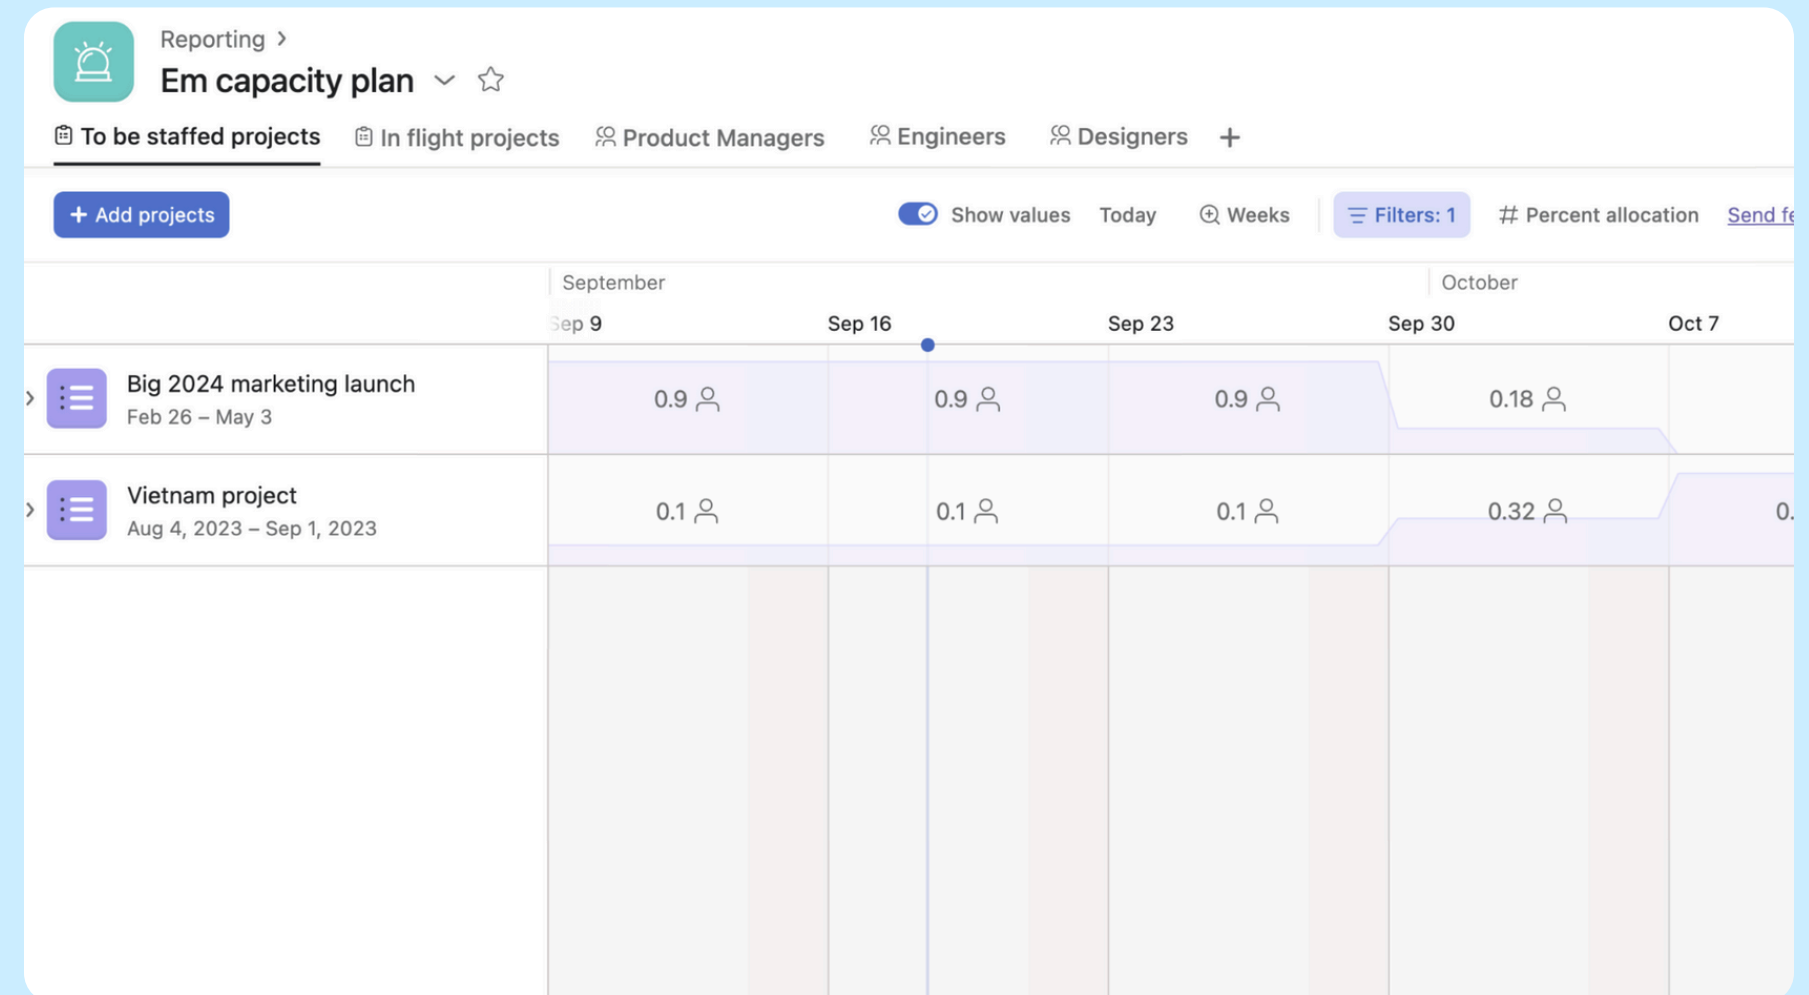 Reporting
Em capacity plan
To be staffed projects In flight projects Product Managers Engineers Designers +
+ Add projects Show values Today Weeks Filters: 1 # Percent allocation Send
September October
Sep 9 Sep 16 Sep 23 Sep 30 Oct 7
Big 2024 marketing launch
Feb 26 – May 3
0.9 0.9 0.9 0.18
Vietnam project
Aug 4, 2023 – Sep 1, 2023
0.1 0.1 0.1 0.32